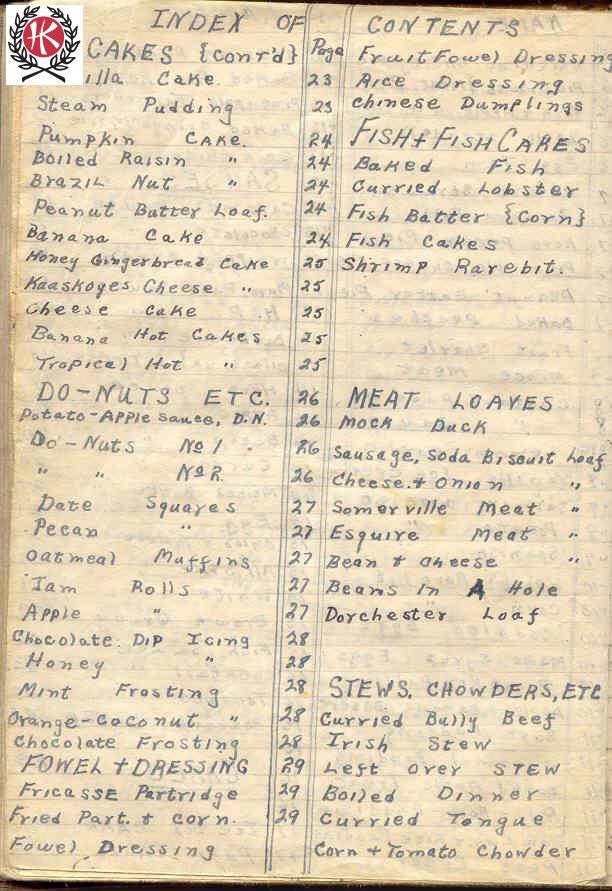 INDEX OF CONTENTS
CAKES {Cont'd} Page
illa Cake. 23
Steam Pudding 23
Pumpkin Cake. 24
Boiled Raisin " 24
Brazil Nut " 24
Peanut Butter Loaf. 24
Banana Cake 24
Honey Gingerbread Cake 25
Kaaskoges Cheese " 25
Cheese Cake 25
Banana Hot Cakes 25
Tropical Hot " 25
DO-NUTS ETC. 26
Potato-Apple Sauce, D.N. 26
Do-Nuts No 1 26
" " No 2. 26
Date Squares 27
Pecan " 27
Oatmeal Muffins 27
Jam Rolls 27
Apple " 27
Chocolate Dip Icing 28
Honey " 28
Mint Frosting 28
Orange-Coconut " 28
Chocolate Frosting 28
FOWEL + DRESSING 29
Fricasse Partridge 29
Fried Part. + Corn. 29
Fowel Dressing
Fruit Fowel Dressing
Rice Dressing
Chinese Dumplings
FISH + FISH CAKES
Baked Fish
Curried Lobster
Fish Batter {Corn}
Fish Cakes
Shrimp Rarebit.
MEAT LOAVES
Mock Duck
Sausage, Soda Biscuit Loaf
Cheese + Onion "
Somerville Meat "
Esquire Meat "
Bean + Cheese "
Beans In A Hole
Dorchester Loaf
STEWS, CHOWDERS, ETC
Curried Bully Beef
Irish Stew
Left Over STEW
Boiled Dinner
Curried Tongue
Corn + Tomato Chowder